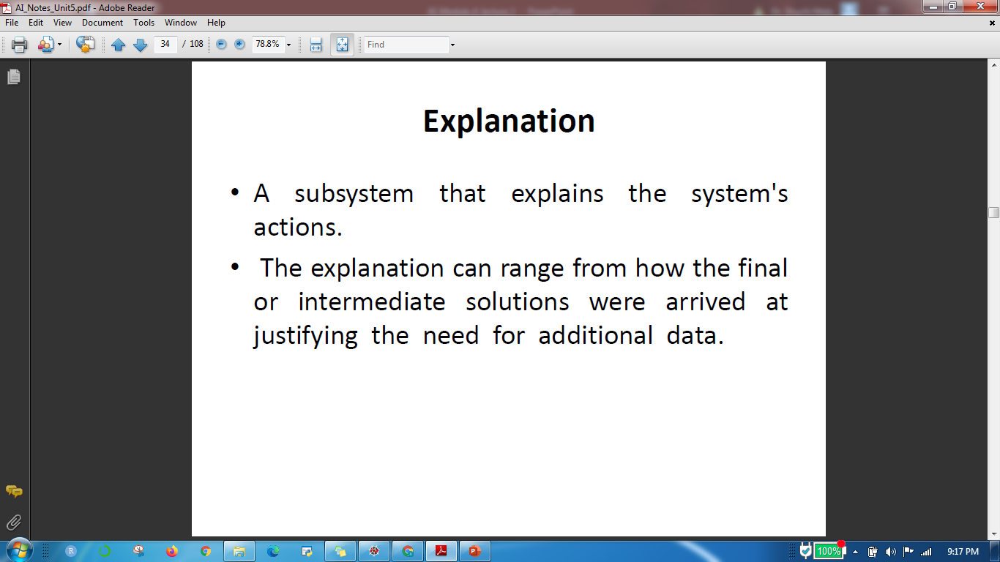 AI_Notes_Unit5.pdf - Adobe Reader
File Edit View Document Tools Window Help
34 / 108 78.8% Find
Explanation
• A subsystem that explains the system's
actions.
• The explanation can range from how the final
or intermediate solutions were arrived at
justifying the need for additional data.
100% 9:17 PM